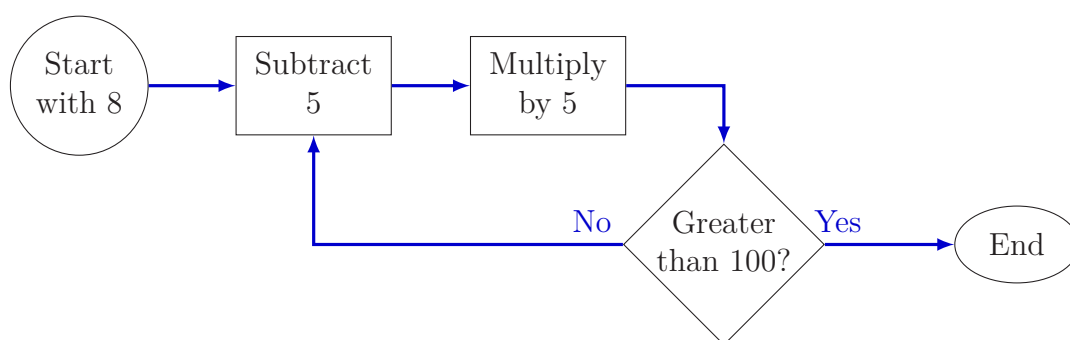 Start
with 8
Subtract
5
Multiply
by 5
No
Greater
than 100?
Yes
End